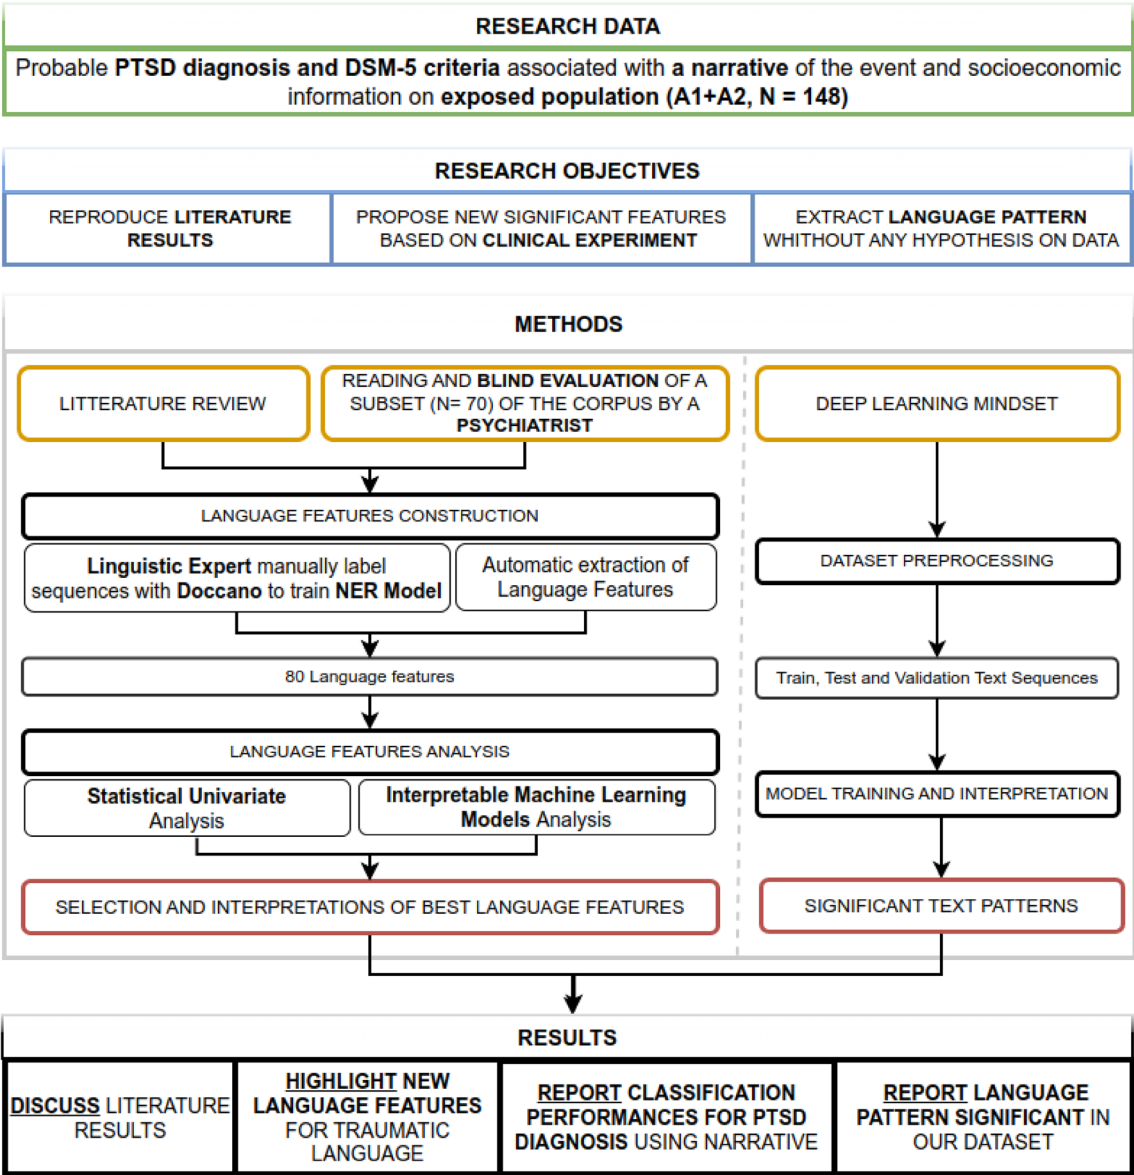 RESEARCH DATA
Probable PTSD diagnosis and DSM-5 criteria associated with a narrative of the event and socioeconomic
information on exposed population (A1+A2, N = 148)
RESEARCH OBJECTIVES
REPRODUCE LITERATURE
RESULTS
PROPOSE NEW SIGNIFICANT FEATURES
BASED ON CLINICAL EXPERIMENT
EXTRACT LANGUAGE PATTERN
WHITHOUT ANY HYPOTHESIS ON DATA
METHODS
LITTERATURE REVIEW
READING AND BLIND EVALUATION OF A
SUBSET (N= 70) OF THE CORPUS BY A
PSYCHIATRIST
DEEP LEARNING MINDSET
LANGUAGE FEATURES CONSTRUCTION
Linguistic Expert manually label
sequences with Doccano to train NER Model
Automatic extraction of
Language Features
DATASET PREPROCESSING
80 Language features
Train, Test and Validation Text Sequences
LANGUAGE FEATURES ANALYSIS
Statistical Univariate
Analysis
Interpretable Machine Learning
Models Analysis
MODEL TRAINING AND INTERPRETATION
SELECTION AND INTERPRETATIONS OF BEST LANGUAGE FEATURES
SIGNIFICANT TEXT PATTERNS
RESULTS
DISCUSS LITERATURE
RESULTS
HIGHLIGHT NEW
LANGUAGE FEATURES
FOR TRAUMATIC
LANGUAGE
REPORT CLASSIFICATION
PERFORMANCES FOR PTSD
DIAGNOSIS USING NARRATIVE
REPORT LANGUAGE
PATTERN SIGNIFICANT IN
OUR DATASET